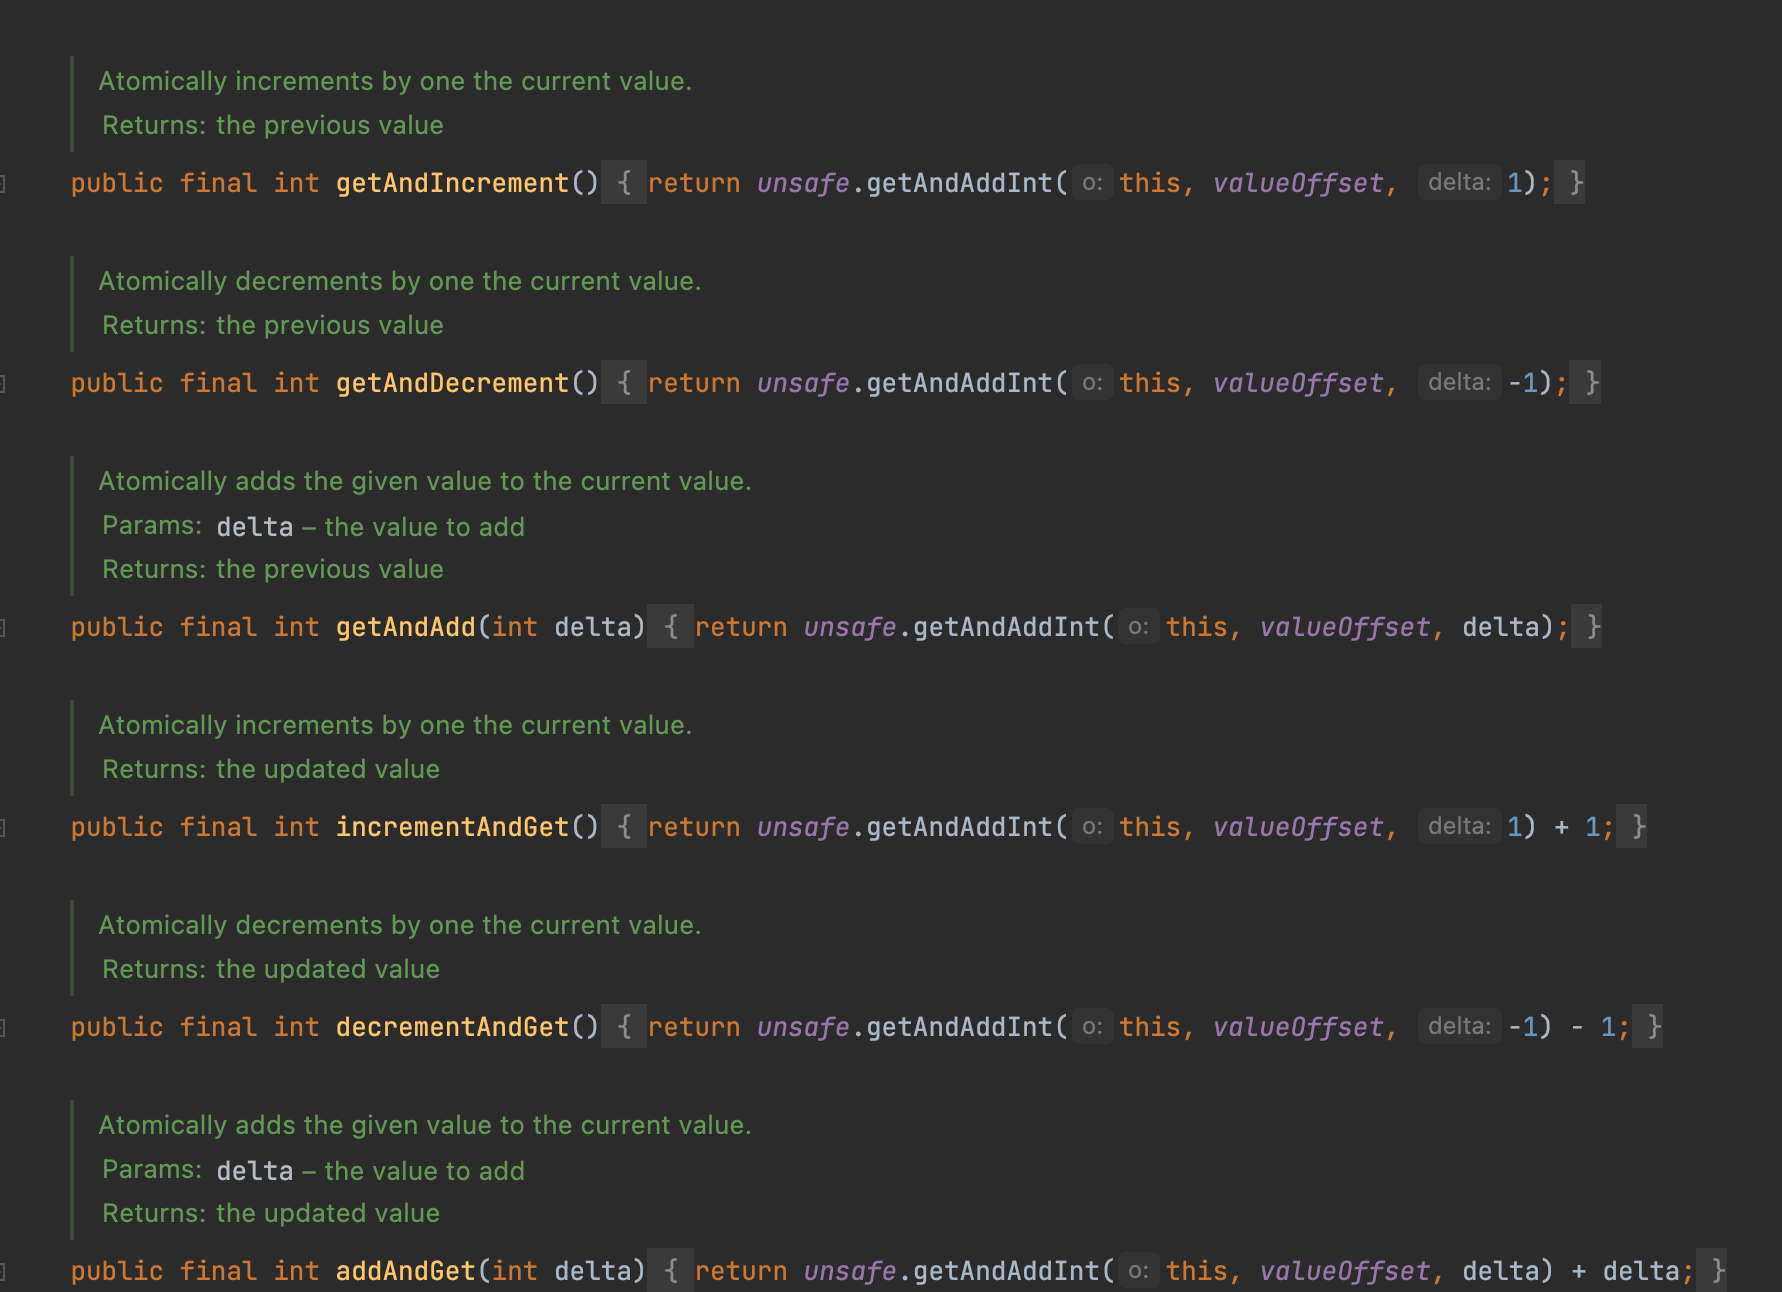 Atomically increments by one the current value.
Returns: the previous value
public final int getAndIncrement() { return unsafe.getAndAddInt( o: this, valueOffset, delta: 1); }
Atomically decrements by one the current value.
Returns: the previous value
public final int getAndDecrement() { return unsafe.getAndAddInt( o: this, valueOffset, delta: -1); }
Atomically adds the given value to the current value.
Params: delta – the value to add
Returns: the previous value
public final int getAndAdd(int delta) { return unsafe.getAndAddInt( o: this, valueOffset, delta); }
Atomically increments by one the current value.
Returns: the updated value
public final int incrementAndGet() { return unsafe.getAndAddInt( o: this, valueOffset, delta: 1) + 1; }
Atomically decrements by one the current value.
Returns: the updated value
public final int decrementAndGet() { return unsafe.getAndAddInt( o: this, valueOffset, delta: -1) - 1; }
Atomically adds the given value to the current value.
Params: delta – the value to add
Returns: the updated value
public final int addAndGet(int delta) { return unsafe.getAndAddInt( o: this, valueOffset, delta) + delta; }